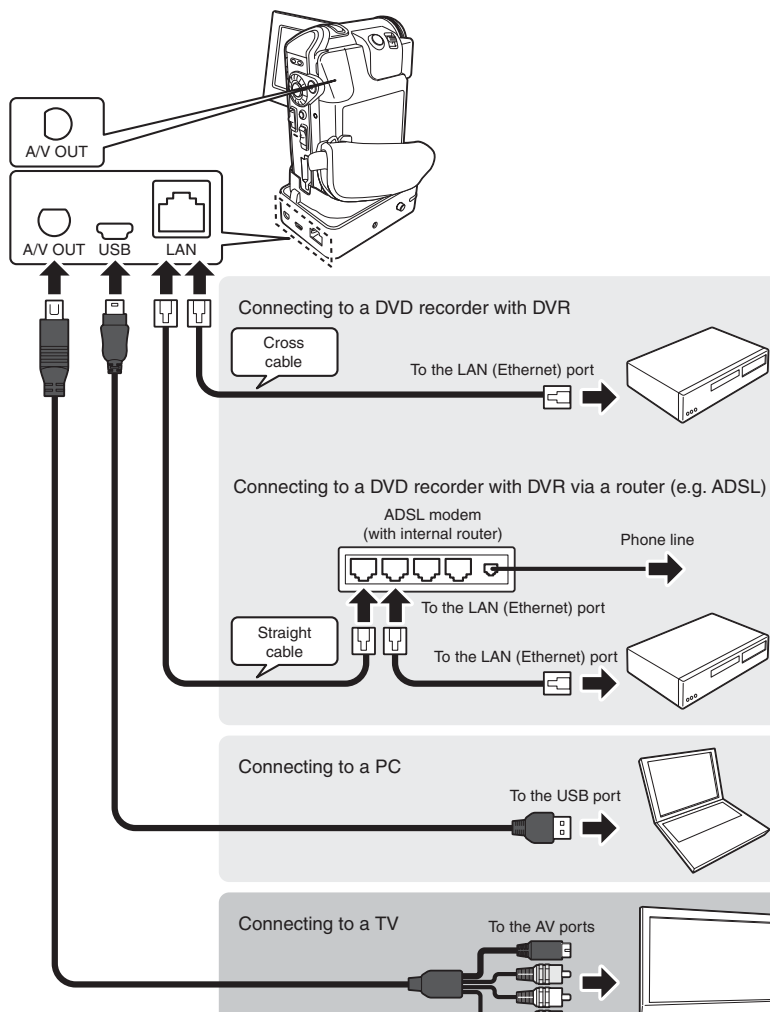 A/V OUT
A/V OUT
USB
LAN
Connecting to a DVD recorder with DVR
Cross
cable
To the LAN (Ethernet) port
Connecting to a DVD recorder with DVR via a router (e.g. ADSL)
ADSL modem
(with internal router)
Phone line
To the LAN (Ethernet) port
Straight
cable
To the LAN (Ethernet) port
Connecting to a PC
To the USB port
Connecting to a TV
To the AV ports